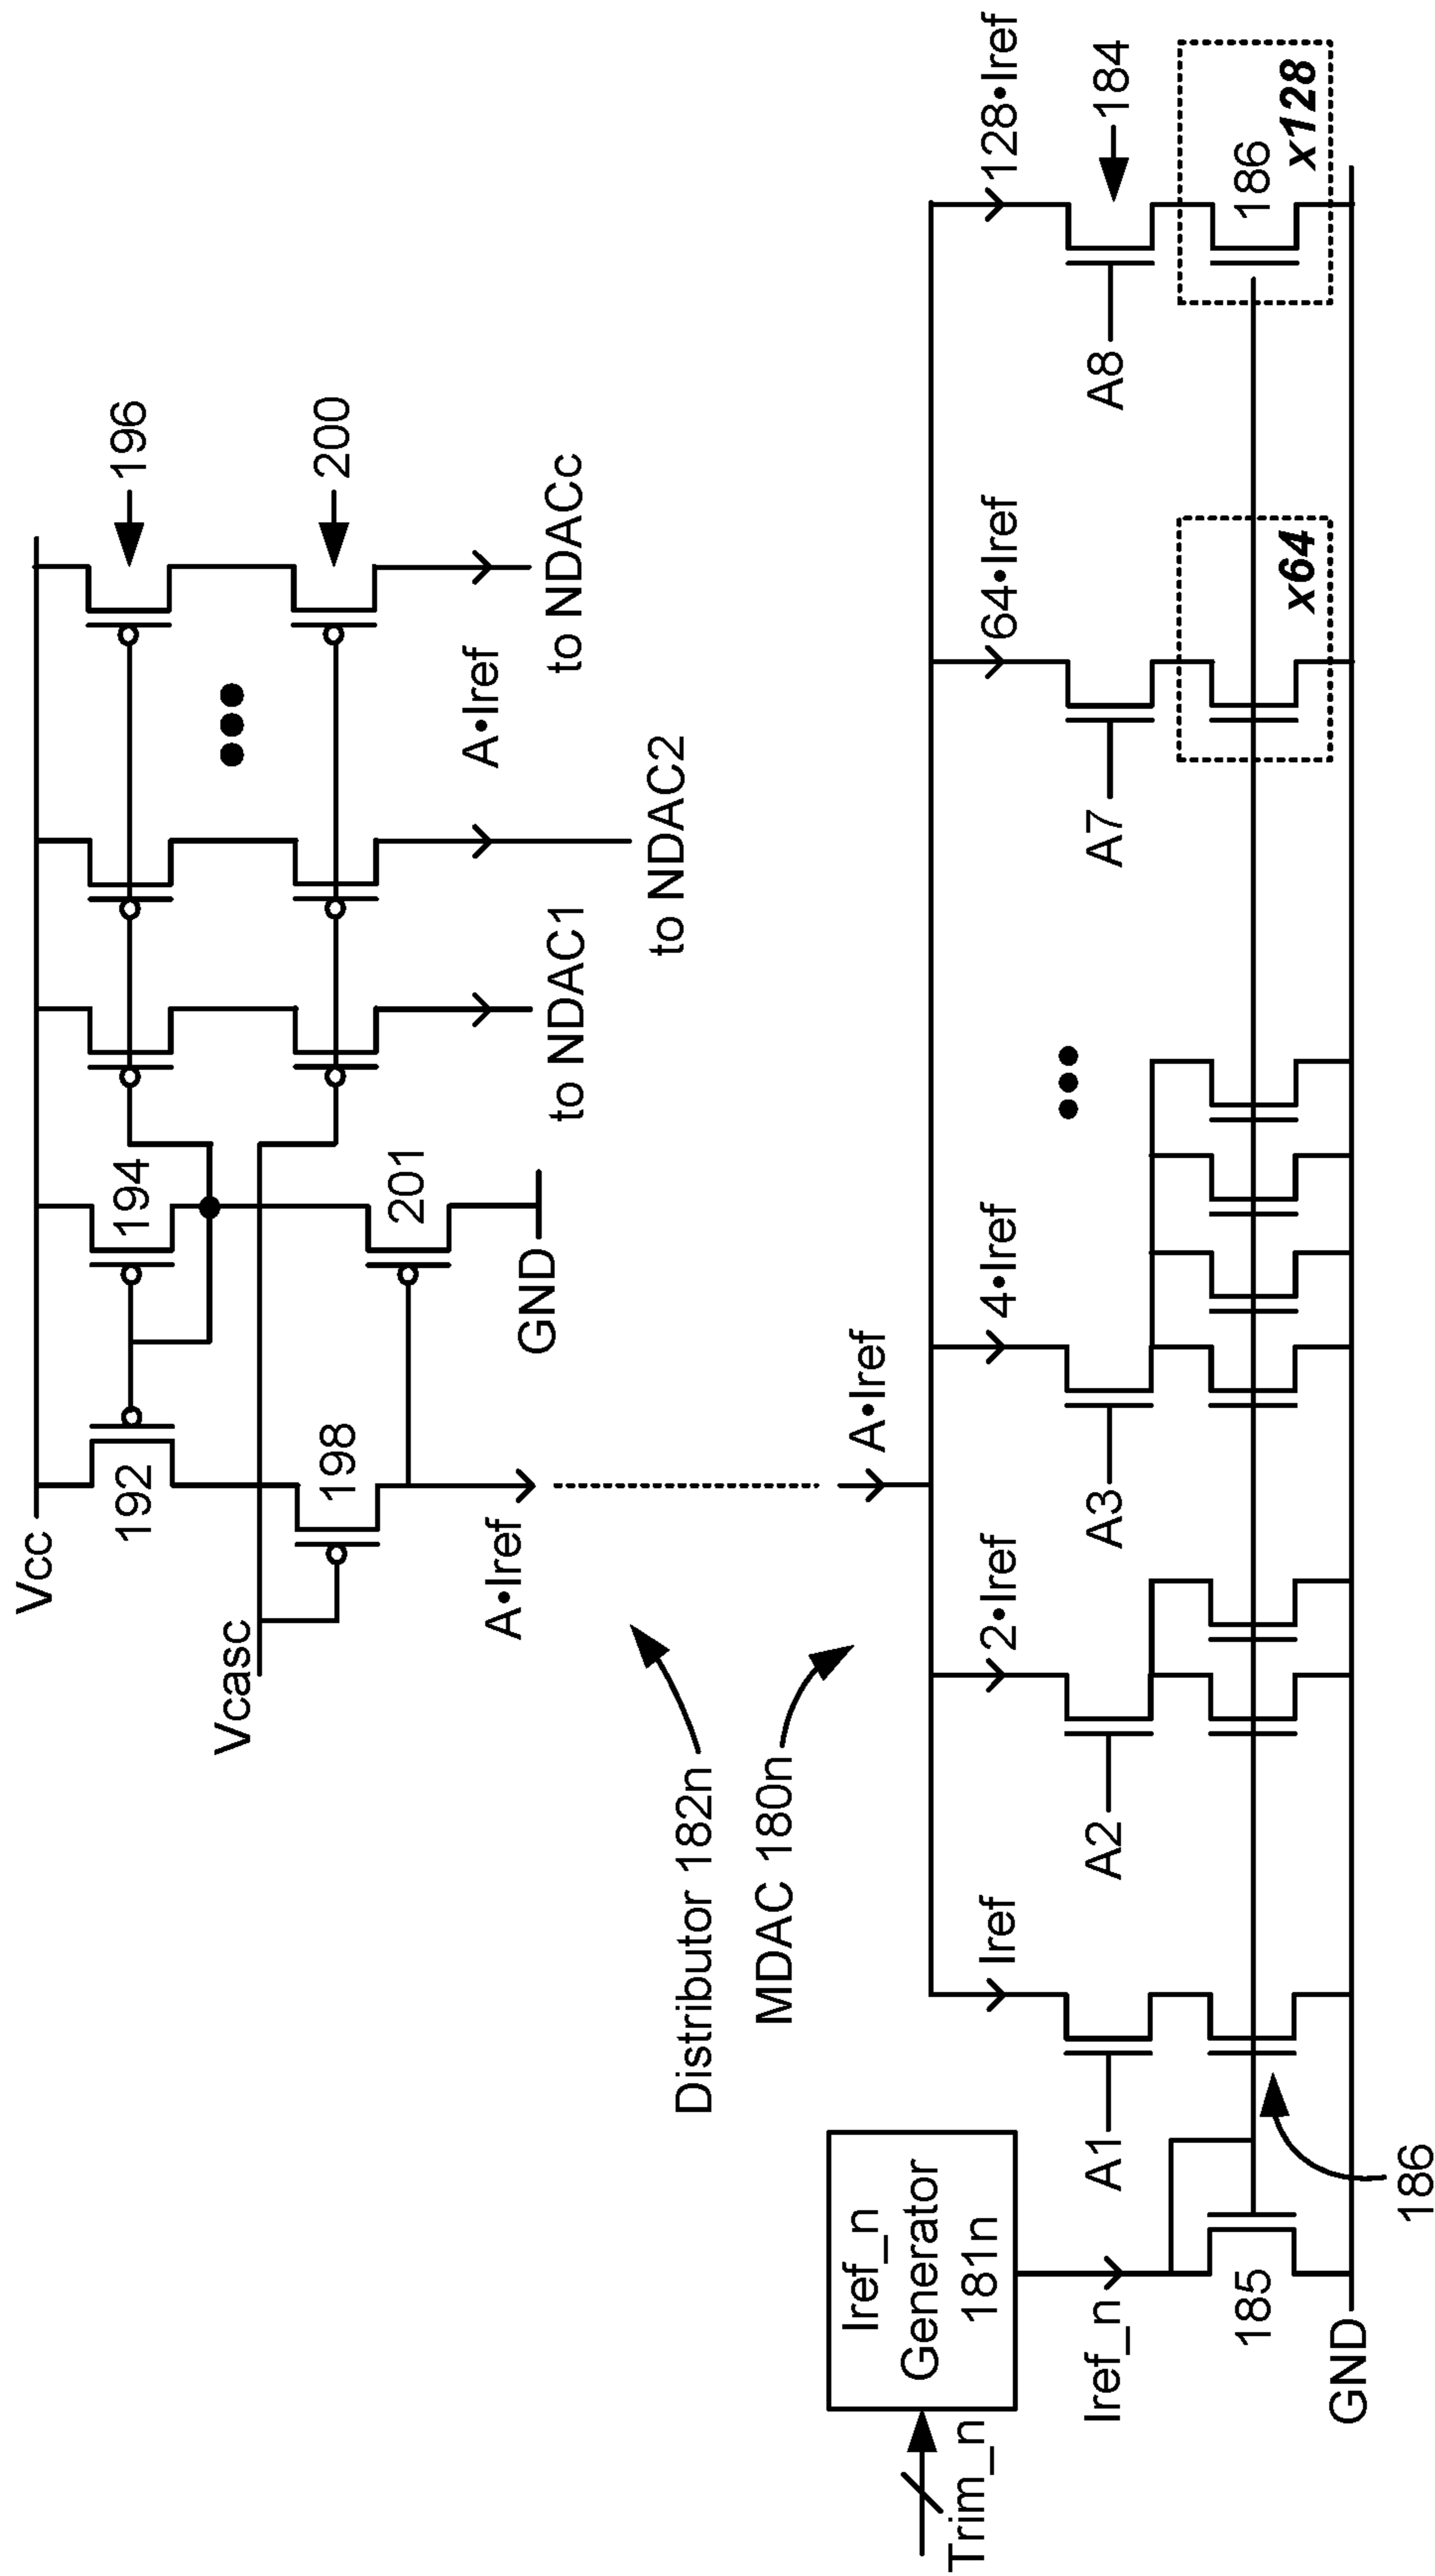 Vcc
192
194
196
Vcasc
198
201
200
GND
A•Iref
to NDAC1
to NDAC2
A•Iref
to NDACc
Distributor 182n
MDAC 180n
A•Iref
Trim_n
Iref_n
Generator
181n
Iref_n
Iref
2•Iref
4•Iref
64•Iref
128•Iref
A1
A2
A3
A7
A8
184
185
186
186
x64
x128
GND